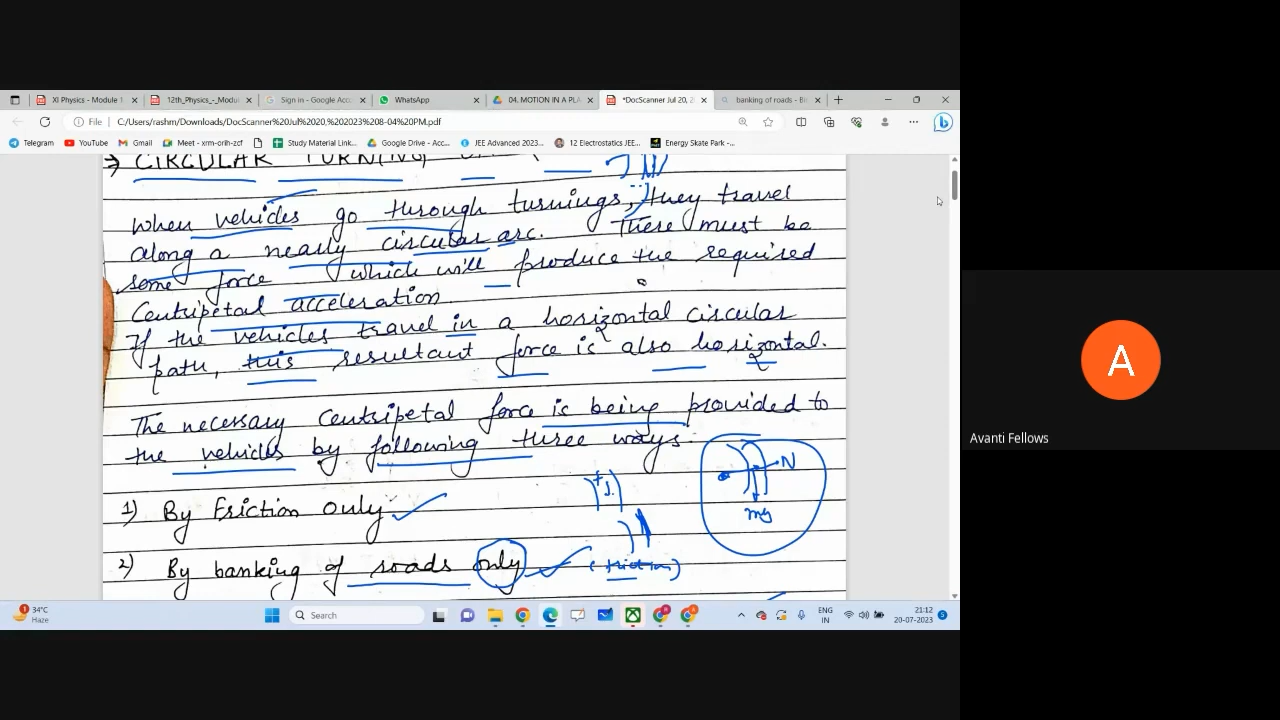 XI Physics - Module 1
12th_Physics_-_Modul
Sign in - Google Acco
WhatsApp
04. MOTION IN A PLA
*DocScanner Jul 20, 2
banking of roads - Bi
File
C:/Users/rashm/Downloads/DocScanner%20Jul%2020,%202023%208-04%20PM.pdf
Telegram
YouTube
Gmail
Meet - xrm-orih-zcf
Study Material Link...
Google Drive - Acc...
JEE Advanced 2023...
12 Electrostatics JEE...
Energy Skate Park -...
CIRCULAR TURNING
When vehicles go through turnings, they travel
along a nearly circular arc. There must be
some force which will produce the required
Centripetal acceleration.
If the vehicles travel in a horizontal circular
path, this resultant force is also horizontal.
The necessary Centripetal force is being provided to
the vehicles by following three ways.
N
mg
1) By Friction Only
2) By banking of roads only
(friction)
A
Avanti Fellows
34°C
Haze
Search
ENG
IN
21:12
20-07-2023